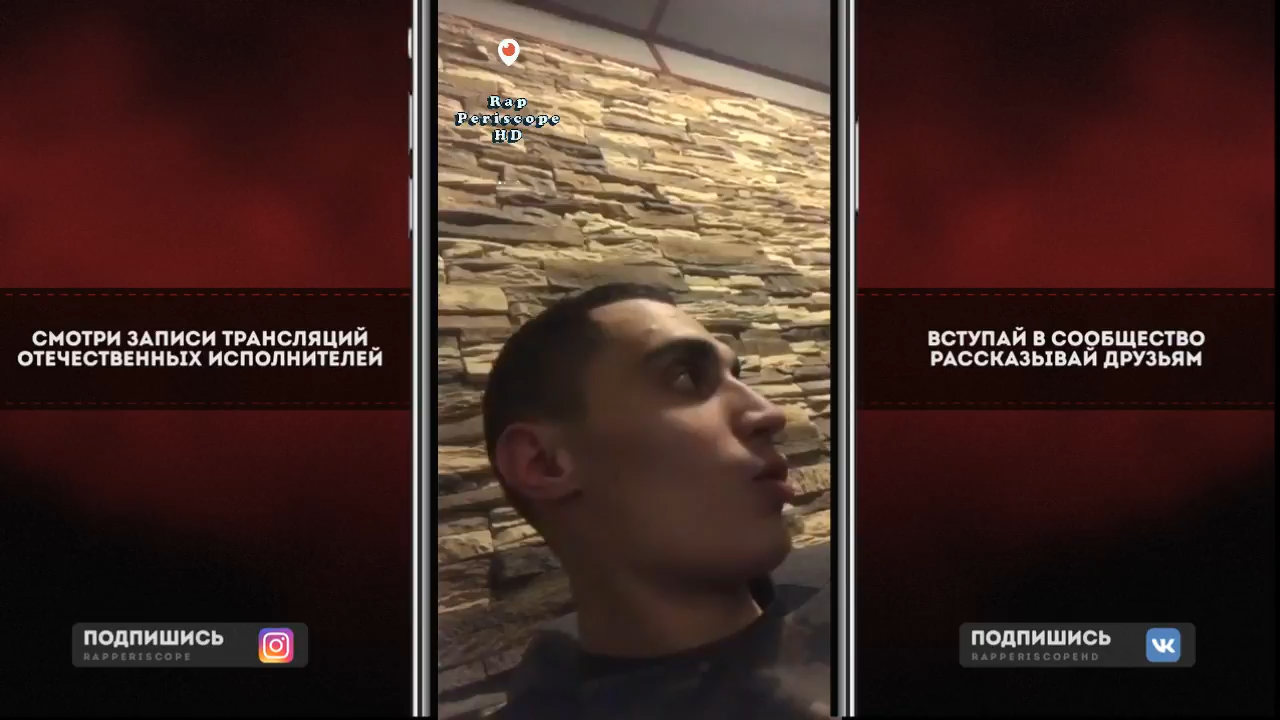 Rap
Periscope
HD
СМОТРИ ЗАПИСИ ТРАНСЛЯЦИЙ
ОТЕЧЕСТВЕННЫХ ИСПОЛНИТЕЛЕЙ
ВСТУПАЙ В СООБЩЕСТВО
РАССКАЗЫВАЙ ДРУЗЬЯМ
ПОДПИШИСЬ
RAPPERISCOPE
ПОДПИШИСЬ
RAPPERISCOPEHD